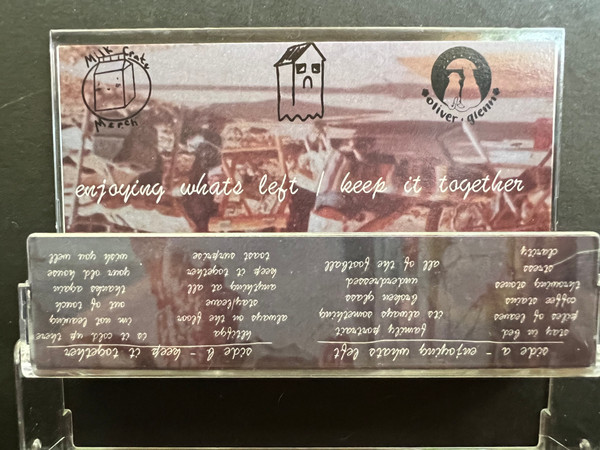 Milk Crate
Merch
oliver glenn
enjoying whats left / keep it together
side a - enjoying whats left
stay in bed
piles of leaves
coffee stains
throwing stones
stress
clarity
family portrait
its always something
broken glass
underdressed
all of the football
side b - keep it together
always on the floor
stay/leave
anything at all
keep it together
toast surprise
is it cold up there
im not leaving
out of touch
thanks again
your old house
wish you well